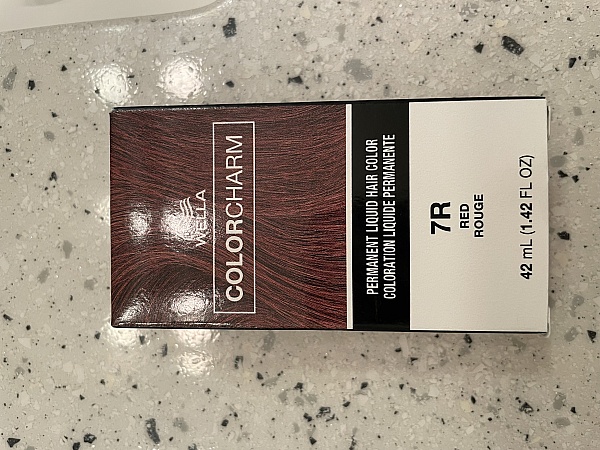 WELLA
COLORCHARM
PERMANENT LIQUID HAIR COLOR
COLORATION LIQUIDE PERMANENTE
7R
RED
ROUGE
42 mL (1.42 FL OZ)